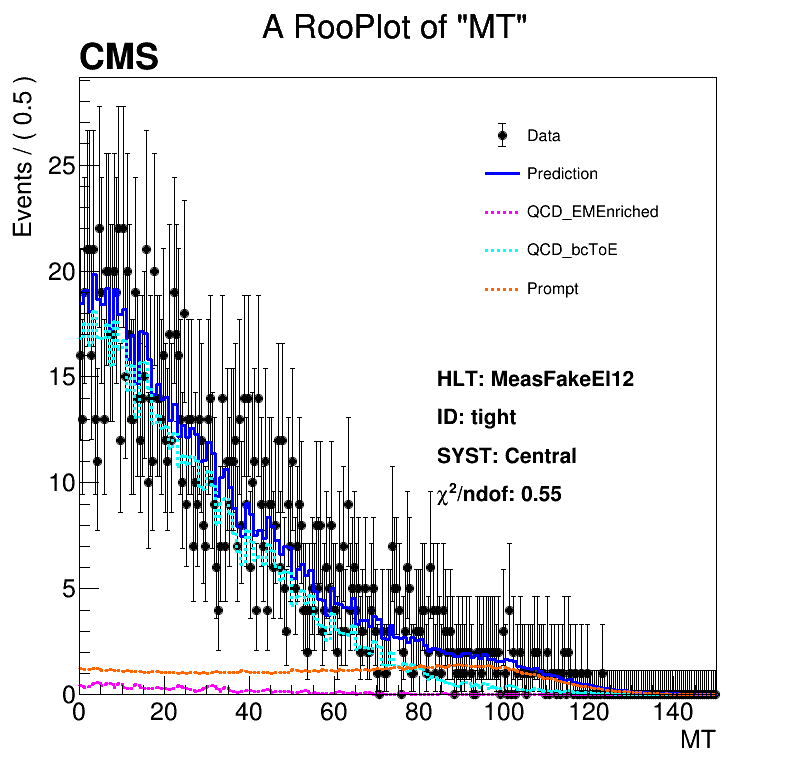 A RooPlot of "MT"
CMS
Events / ( 0.5 )
25
20
15
10
5
0
Data
Prediction
QCD_EMEnriched
QCD_bcToE
Prompt
HLT: MeasFakeEl12
ID: tight
SYST: Central
χ²/ndof: 0.55
0 20 40 60 80 100 120 140
MT